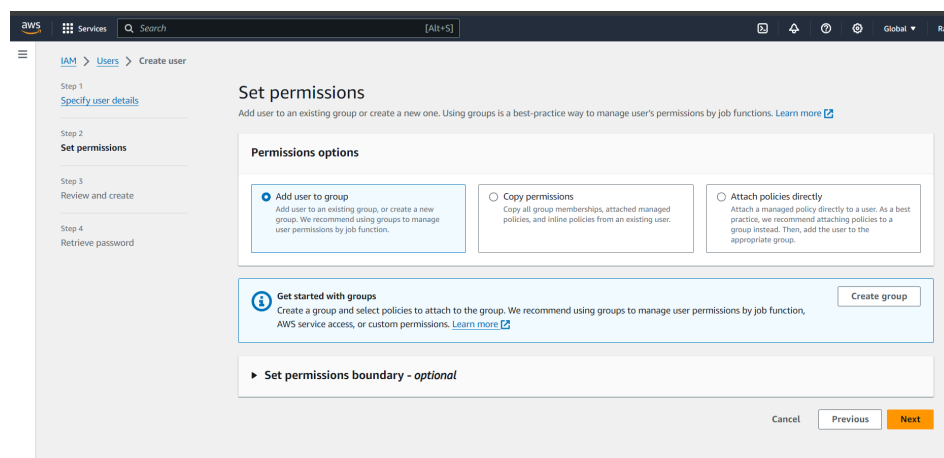 aws
Services
Search
[Alt+S]
Global
IAM > Users > Create user
Step 1
Specify user details
Step 2
Set permissions
Step 3
Review and create
Step 4
Retrieve password
Set permissions
Add user to an existing group or create a new one. Using groups is a best-practice way to manage user's permissions by job functions. Learn more
Permissions options
Add user to group
Add user to an existing group, or create a new
group. We recommend using groups to manage
user permissions by job function.
Copy permissions
Copy all group memberships, attached managed
policies, and inline policies from an existing user.
Attach policies directly
Attach a managed policy directly to a user. As a best
practice, we recommend attaching policies to a
group instead. Then, add the user to the
appropriate group.
Get started with groups
Create a group and select policies to attach to the group. We recommend using groups to manage user permissions by job function,
AWS service access, or custom permissions. Learn more
Create group
Set permissions boundary - optional
Cancel
Previous
Next